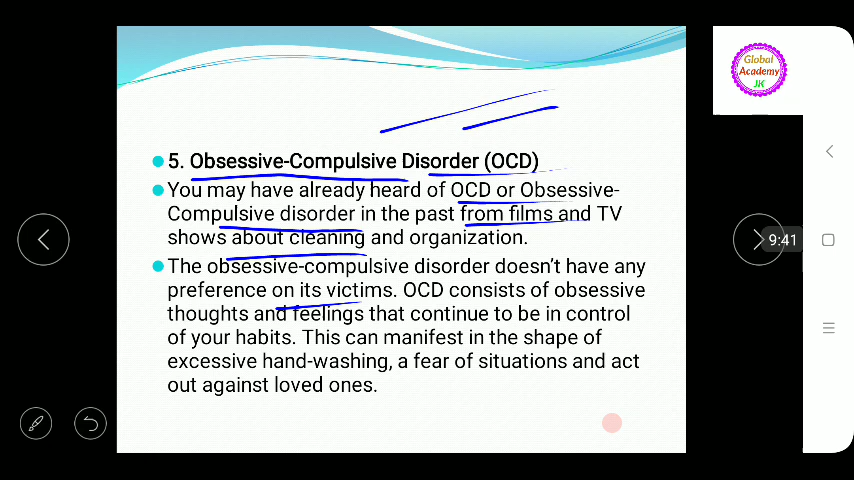 Global
Academy
JK
5. Obsessive-Compulsive Disorder (OCD)
You may have already heard of OCD or Obsessive-
Compulsive disorder in the past from films and TV
shows about cleaning and organization.
9:41
The obsessive-compulsive disorder doesn't have any
preference on its victims. OCD consists of obsessive
thoughts and feelings that continue to be in control
of your habits. This can manifest in the shape of
excessive hand-washing, a fear of situations and act
out against loved ones.